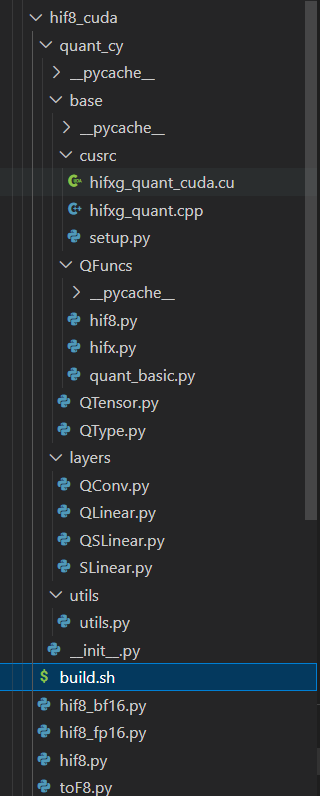 hif8_cuda
quant_cy
__pycache__
base
__pycache__
cusrc
hifxg_quant_cuda.cu
hifxg_quant.cpp
setup.py
QFuncs
__pycache__
hif8.py
hifx.py
quant_basic.py
QTensor.py
QType.py
layers
QConv.py
QLinear.py
QSLinear.py
SLinear.py
utils
utils.py
__init__.py
$ build.sh
hif8_bf16.py
hif8_fp16.py
hif8.py
toF8.py